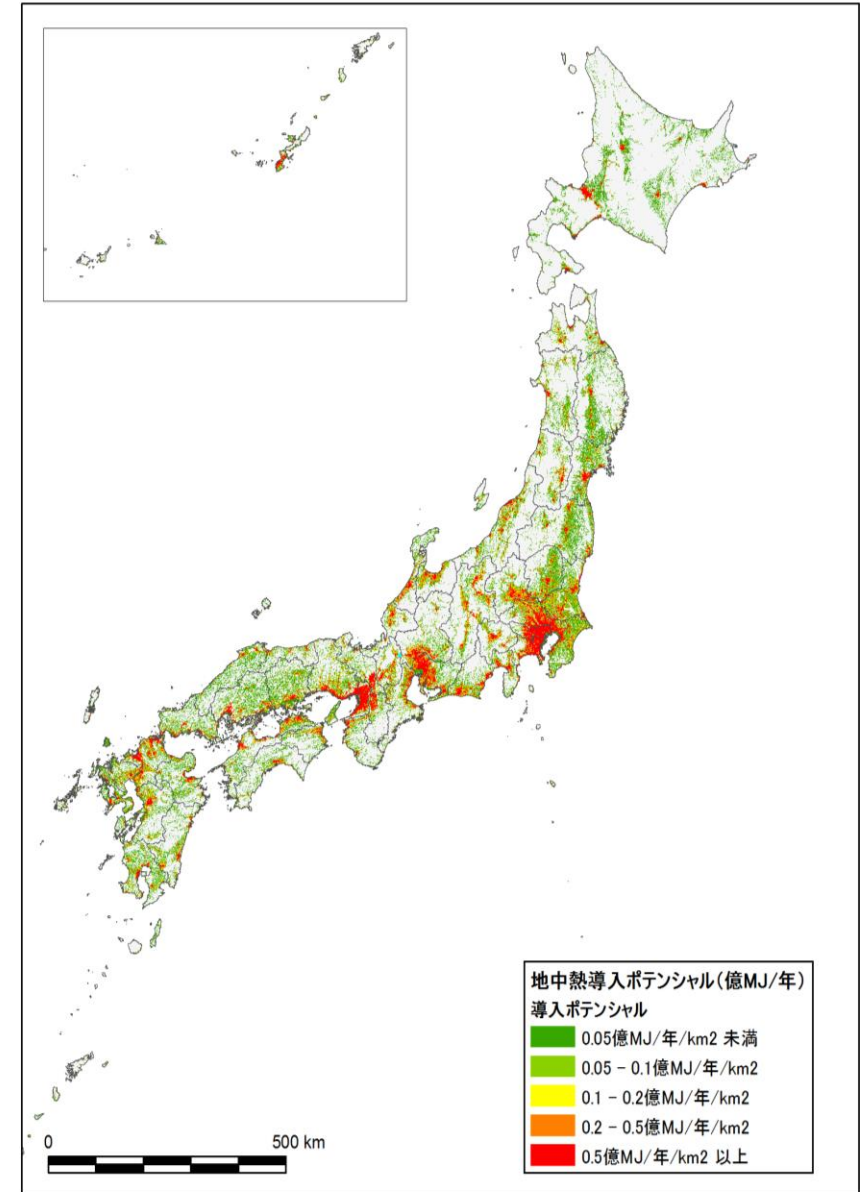 地中熱導入ポテンシャル(億MJ/年)
導入ポテンシャル
0.05億MJ/年/km2 未満
0.05 - 0.1億MJ/年/km2
0.1 - 0.2億MJ/年/km2
0.2 - 0.5億MJ/年/km2
0.5億MJ/年/km2 以上
0 500 km